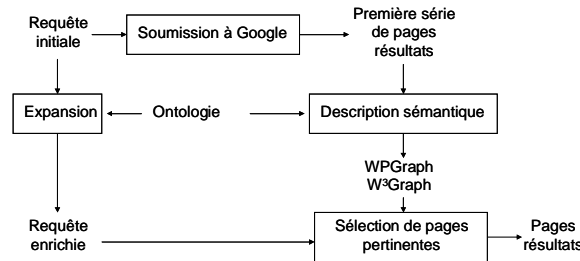 Requête
initiale
Soumission à Google
Première série
de pages
résultats
Expansion
Ontologie
Description sémantique
WPGraph
W³Graph
Requête
enrichie
Sélection de pages
pertinentes
Pages
résultats